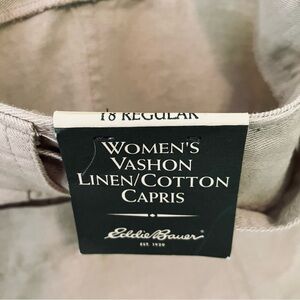 18 REGULAR
WOMEN'S
VASHON
LINEN/COTTON
CAPRIS
Eddie Bauer
EST. 1920